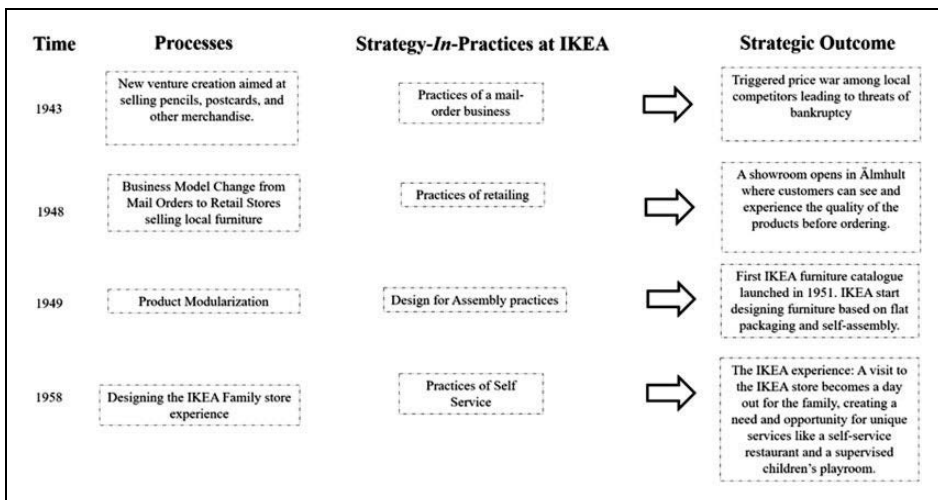 Time
Processes
Strategy-In-Practices at IKEA
Strategic Outcome
1943
New venture creation aimed at
selling pencils, postcards, and
other merchandise.
Practices of a mail-
order business
Triggered price war among local
competitors leading to threats of
bankruptcy
1948
Business Model Change from
Mail Orders to Retail Stores
selling local furniture
Practices of retailing
A showroom opens in Ālmhult
where customers can see and
experience the quality of the
products before ordering.
1949
Product Modularization
Design for Assembly practices
First IKEA furniture catalogue
launched in 1951. IKEA start
designing furniture based on flat
packaging and self-assembly.
1958
Designing the IKEA Family store
experience
Practices of Self
Service
The IKEA experience: A visit to
the IKEA store becomes a day
out for the family, creating a
need and opportunity for unique
services like a self-service
restaurant and a supervised
children’s playroom.